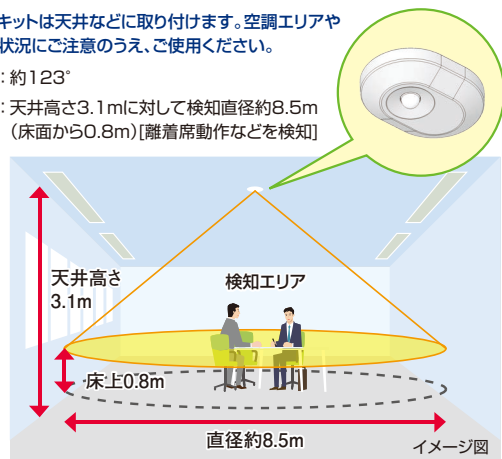 キットは天井などに取り付けます。空調エリアや
状況にご注意のうえ、ご使用ください。
：約123°
：天井高さ3.1mに対して検知直径約8.5m
（床面から0.8m）[離着席動作などを検知]
天井高さ
3.1m
検知エリア
床上0.8m
直径約8.5m
イメージ図